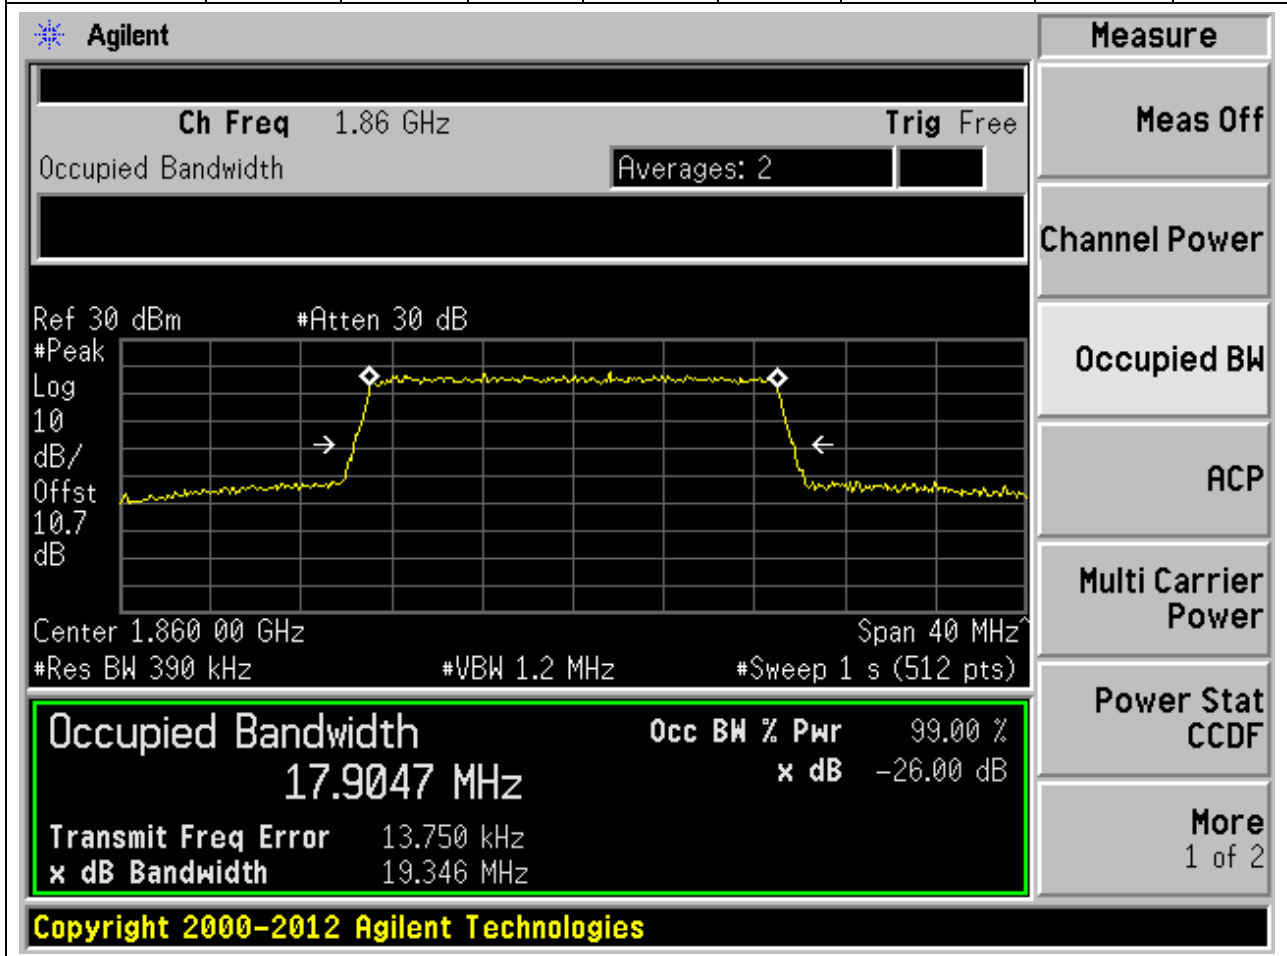 Agilent
Measure
Ch Freq 1.86 GHz Trig Free
Occupied Bandwidth Averages: 2
Meas Off
Channel Power
Occupied BW
ACP
Multi Carrier
Power
Power Stat
CCDF
More
1 of 2
Ref 30 dBm #Atten 30 dB
#Peak
Log
10
dB/
Offst
10.7
dB
Center 1.860 00 GHz Span 40 MHz^
#Res BW 390 kHz #VBW 1.2 MHz #Sweep 1 s (512 pts)
Occupied Bandwidth Occ BW % Pwr 99.00 %
17.9047 MHz x dB -26.00 dB
Transmit Freq Error 13.750 kHz
x dB Bandwidth 19.346 MHz
Copyright 2000-2012 Agilent Technologies